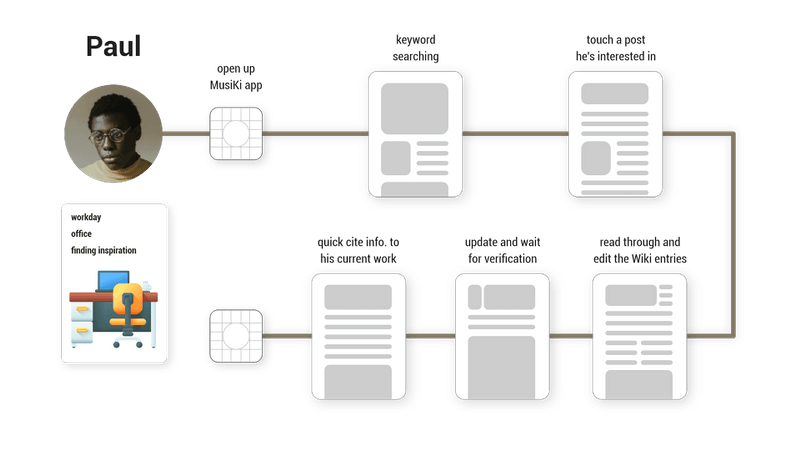 Paul
open up
MusiKi app
keyword
searching
touch a post
he's interested in
workday
office
finding inspiration
quick cite info. to
his current work
update and wait
for verification
read through and
edit the Wiki entries